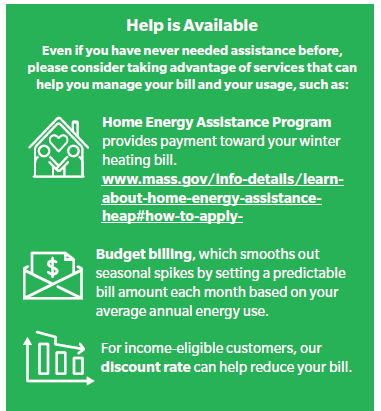 Help is Available
Even if you have never needed assistance before,
please consider taking advantage of services that can
help you manage your bill and your usage, such as:
Home Energy Assistance Program
provides payment toward your winter
heating bill.
www.mass.gov/info-details/learn-
about-home-energy-assistance-
heap#how-to-apply-
$
Budget billing, which smooths out
seasonal spikes by setting a predictable
bill amount each month based on your
average annual energy use.
For income-eligible customers, our
discount rate can help reduce your bill.